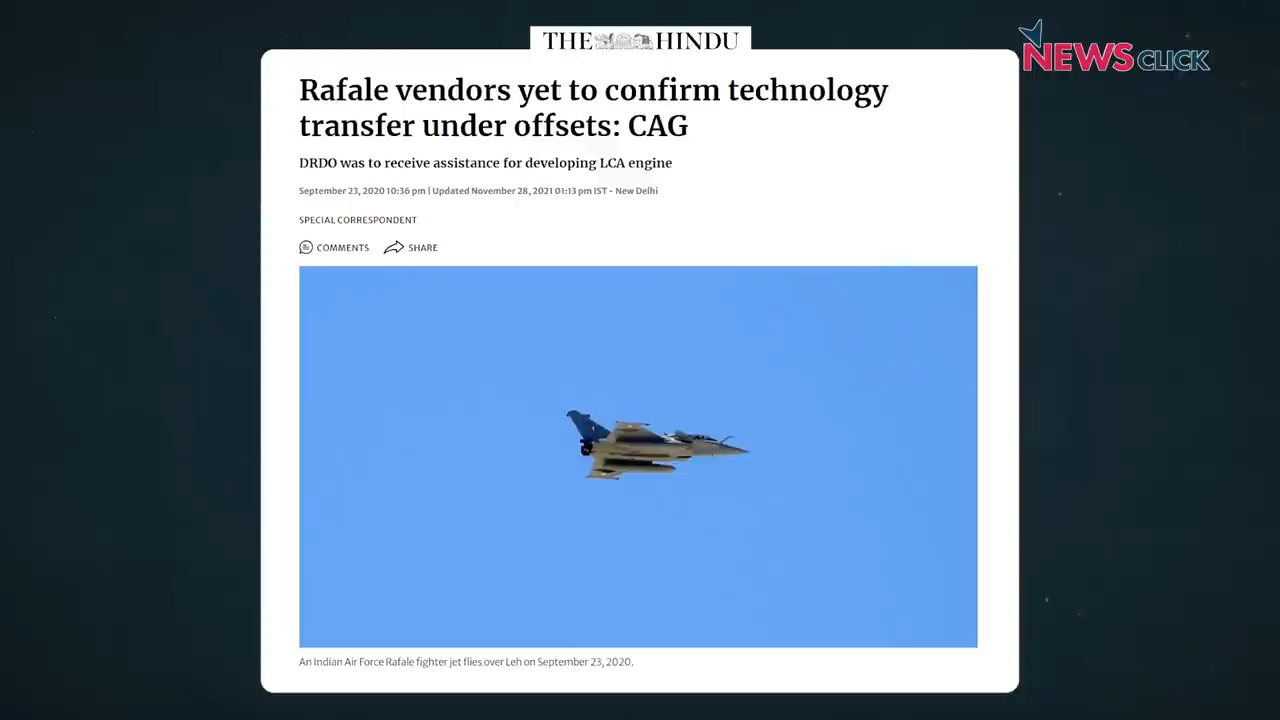 THE HINDU
NEWSCLICK
Rafale vendors yet to confirm technology
transfer under offsets: CAG
DRDO was to receive assistance for developing LCA engine
September 23, 2020 10:36 pm | Updated November 28, 2021 01:13 pm IST - New Delhi
SPECIAL CORRESPONDENT
COMMENTS SHARE
An Indian Air Force Rafale fighter jet flies over Leh on September 23, 2020.